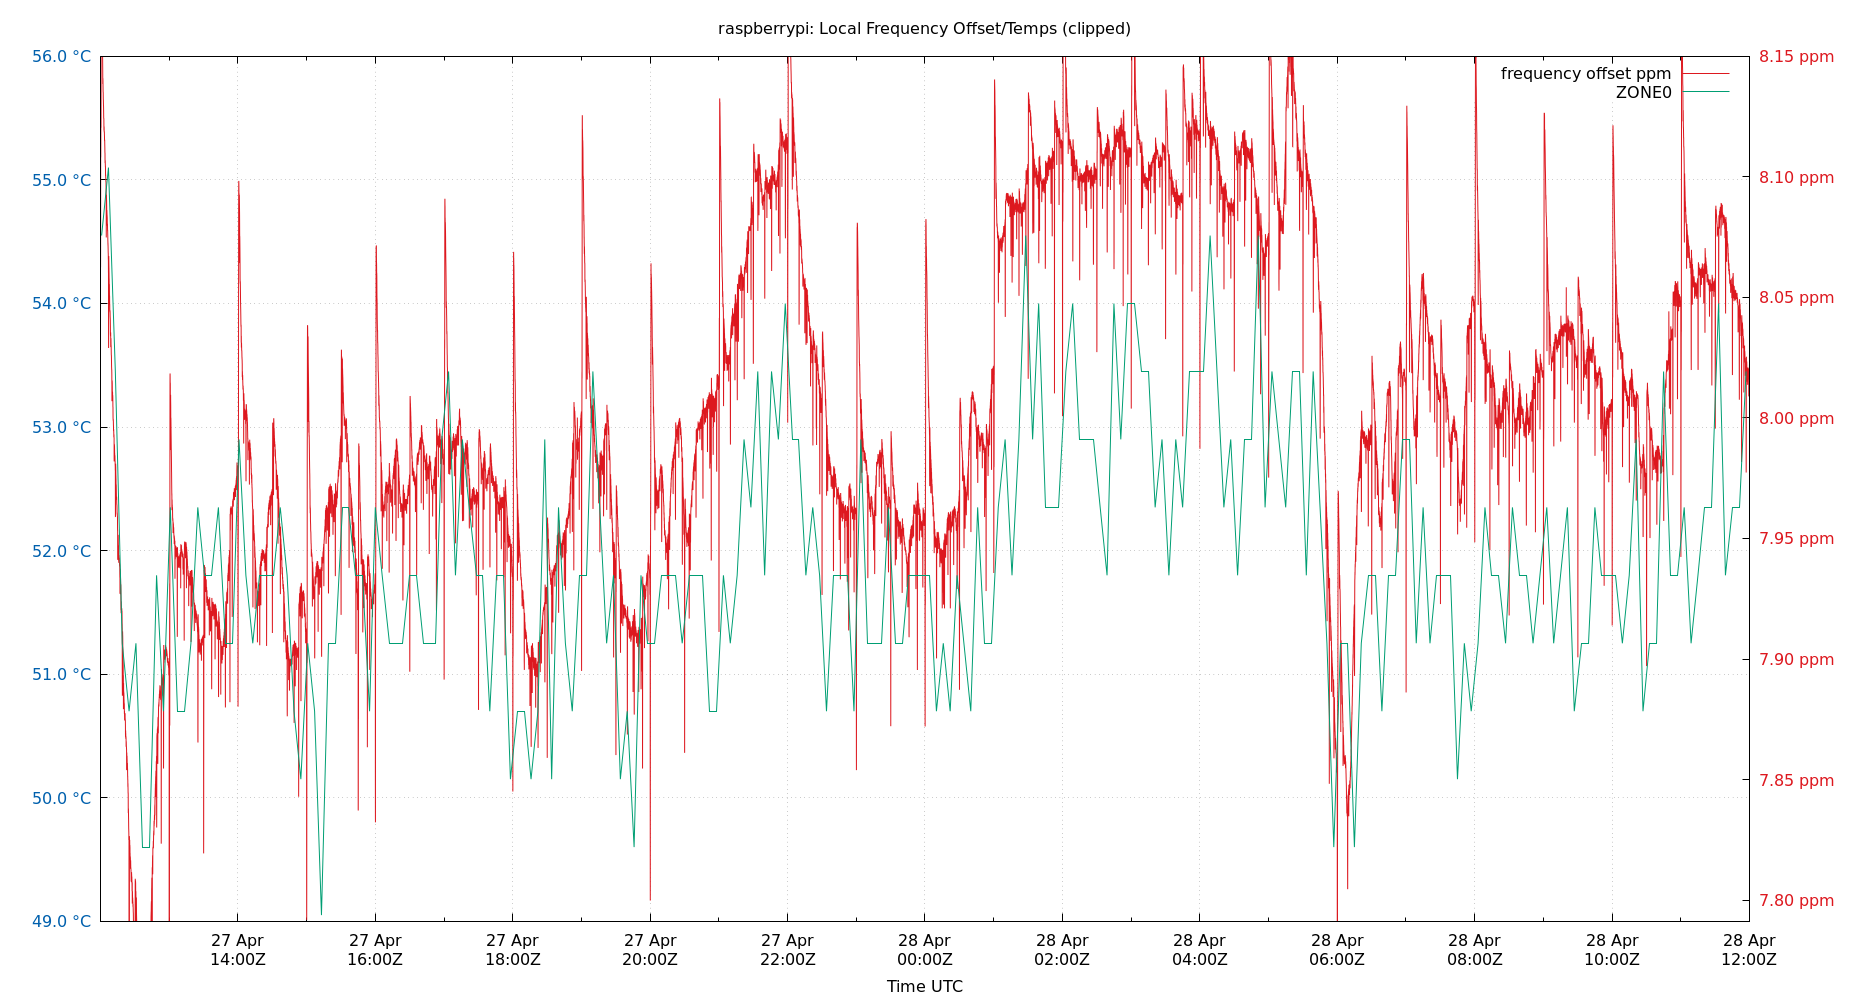 raspberrypi: Local Frequency Offset/Temps (clipped)
56.0 °C
55.0 °C
54.0 °C
53.0 °C
52.0 °C
51.0 °C
50.0 °C
49.0 °C
8.15 ppm
8.10 ppm
8.05 ppm
8.00 ppm
7.95 ppm
7.90 ppm
7.85 ppm
7.80 ppm
frequency offset ppm
ZONE0
27 Apr
14:00Z
27 Apr
16:00Z
27 Apr
18:00Z
27 Apr
20:00Z
27 Apr
22:00Z
28 Apr
00:00Z
28 Apr
02:00Z
28 Apr
04:00Z
28 Apr
06:00Z
28 Apr
08:00Z
28 Apr
10:00Z
28 Apr
12:00Z
Time UTC